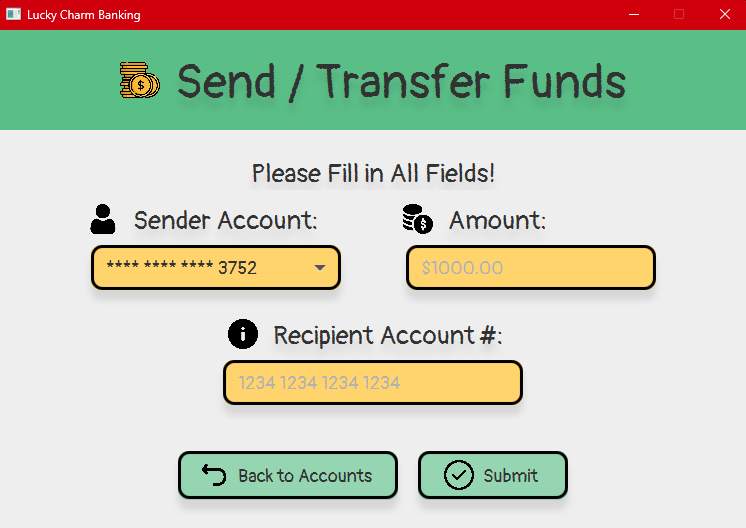 Lucky Charm Banking
Send / Transfer Funds
Please Fill in All Fields!
Sender Account: Amount:
**** **** **** 3752 $1000.00
Recipient Account #:
1234 1234 1234 1234
Back to Accounts Submit